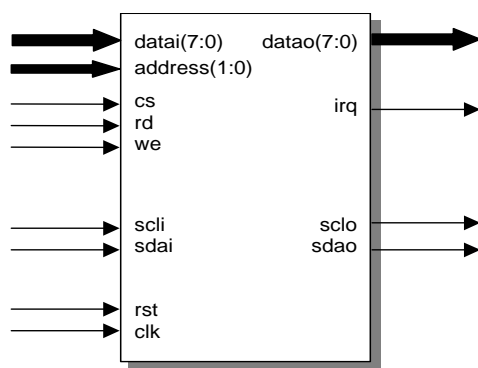 datai(7:0) datao(7:0)
address(1:0)
cs
irq
rd
we
scli sclo
sdai sdao
rst
clk